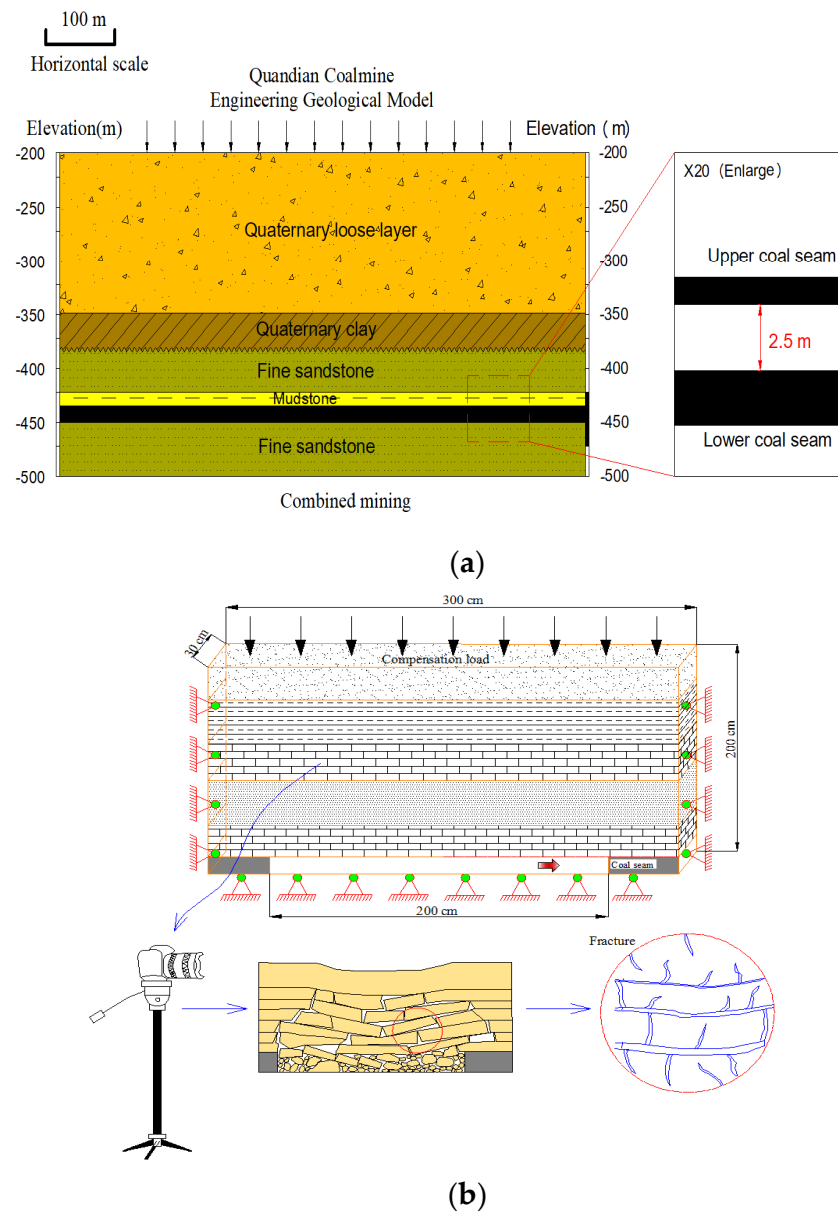 100 m
Horizontal scale
Quandian Coalmine
Engineering Geological Model
Elevation(m)
Elevation ( m)
-200
-250
-300
-350
-400
-450
-500
Quaternary loose layer
Quaternary clay
Fine sandstone
Mudstone
Fine sandstone
-200
-250
-300
-350
-400
-450
-500
X20 (Enlarge)
Upper coal seam
2.5 m
Lower coal seam
Combined mining
(a)
300 cm
30 cm
Compensation load
200 cm
Coal seam
200 cm
Fracture
(b)